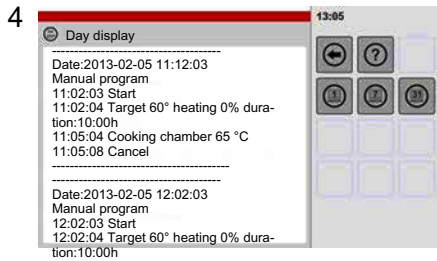 4
13:05
Day display
--------------------------------------
Date:2013-02-05 11:12:03
Manual program
11:02:03 Start
11:02:04 Target 60° heating 0% dura-
tion:10:00h
11:05:04 Cooking chamber 65 °C
11:05:08 Cancel
----------------------------------------
--------------------------------------
Date:2013-02-05 12:02:03
Manual program
12:02:03 Start
12:02:04 Target 60° heating 0% dura-
tion:10:00h
?
1 7 31